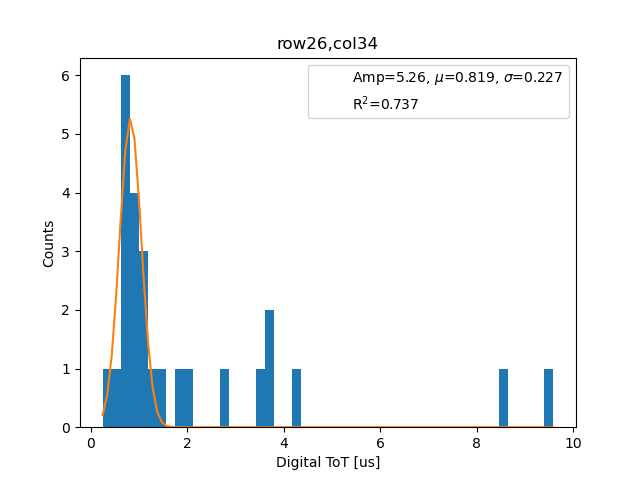 row26,col34
Amp=5.26, μ=0.819, σ=0.227
R²=0.737
Counts
6
5
4
3
2
1
0
0 2 4 6 8 10
Digital ToT [us]